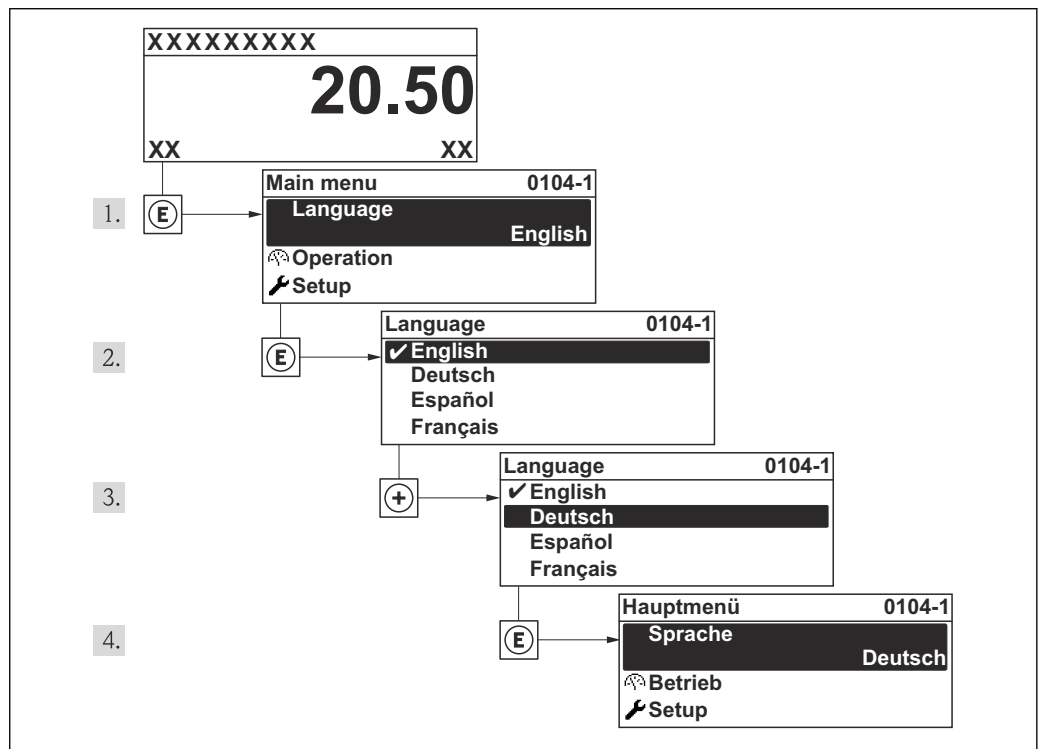 XXXXXXXXX
20.50
XX XX
1. E
Main menu 0104-1
Language
English
Operation
Setup
2. E
Language 0104-1
✔ English
Deutsch
Español
Français
3. +
Language 0104-1
✔ English
Deutsch
Español
Français
4. E
Hauptmenü 0104-1
Sprache
Deutsch
Betrieb
Setup